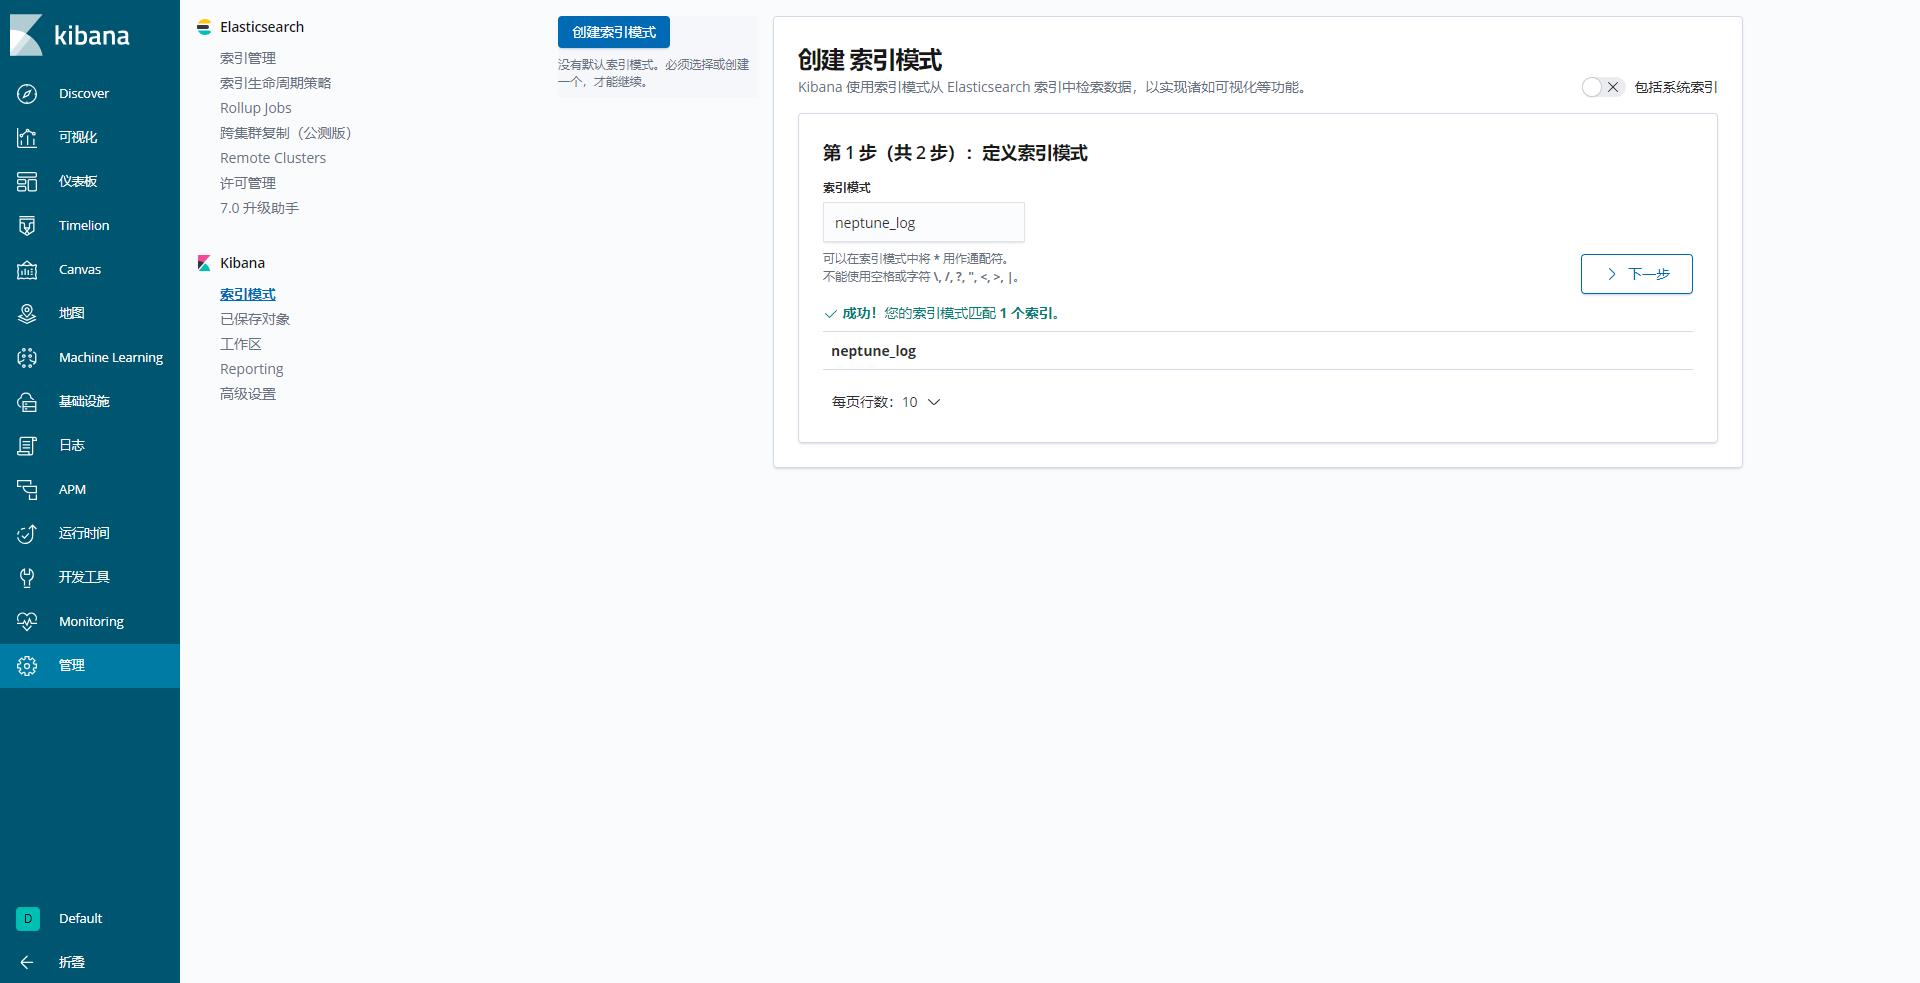 kibana
Discover
可视化
仪表板
Timelion
Canvas
地图
Machine Learning
基础设施
日志
APM
运行时间
开发工具
Monitoring
管理
D
Default
折叠
Elasticsearch
索引管理
索引生命周期策略
Rollup Jobs
跨集群复制（公测版）
Remote Clusters
许可管理
7.0 升级助手
Kibana
索引模式
已保存对象
工作区
Reporting
高级设置
创建索引模式
没有默认索引模式。必须选择或创建
一个，才能继续。
创建 索引模式
Kibana 使用索引模式从 Elasticsearch 索引中检索数据，以实现诸如可视化等功能。
包括系统索引
第 1 步（共 2 步）：定义索引模式
索引模式
neptune_log
可以在索引模式中将 * 用作通配符。
不能使用空格或字符 \, /, ?, ", <, >, |。
下一步
成功！您的索引模式匹配 1 个索引。
neptune_log
每页行数：10